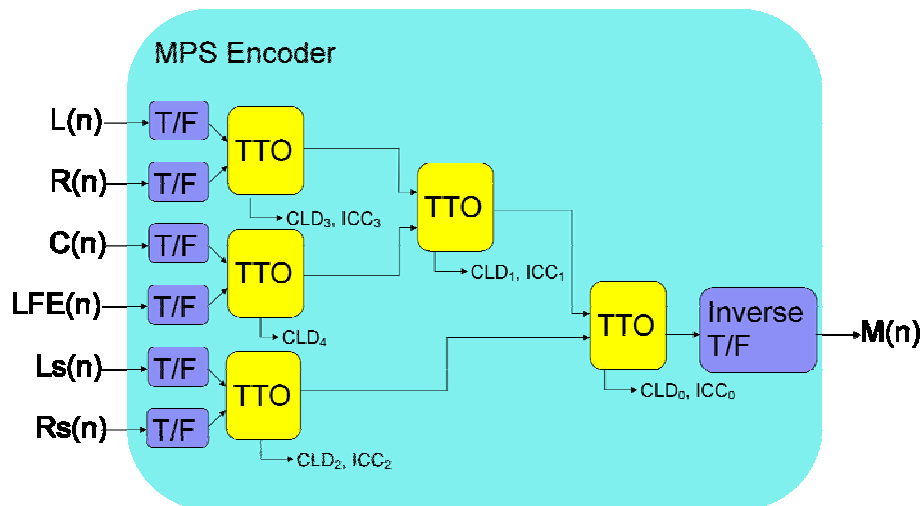 MPS Encoder
L(n)
T/F
TTO
R(n)
T/F
CLD₃, ICC₃
TTO
CLD₁, ICC₁
C(n)
T/F
TTO
LFE(n)
T/F
CLD₄
TTO
Inverse
T/F
M(n)
CLD₀, ICC₀
Ls(n)
T/F
TTO
Rs(n)
T/F
CLD₂, ICC₂